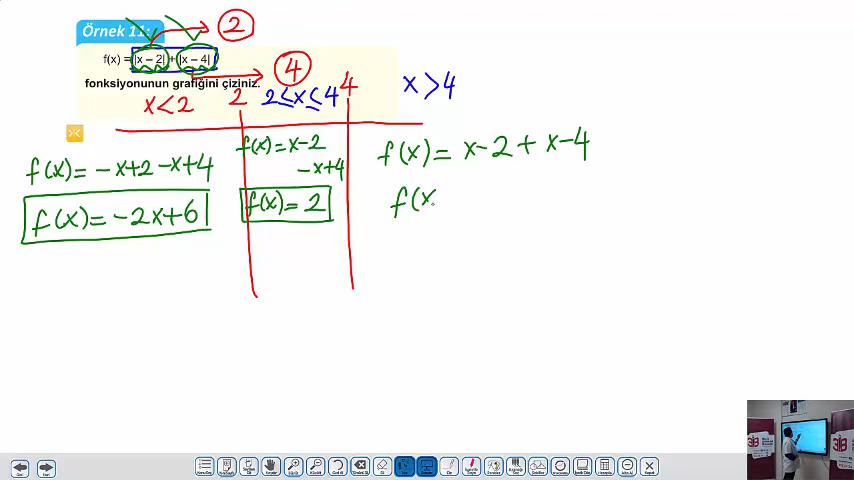 Örnek 11:
2
f(x) = |x – 2| + |x – 4|
4
fonksiyonunun grafiğini çiziniz.
x<2 2 2≤x≤4 4 x>4
f(x)= -x+2 -x+4
f(x)= -2x+6
f(x)= x-2
-x+4
f(x)= 2
f(x)= x-2+x-4
f(x